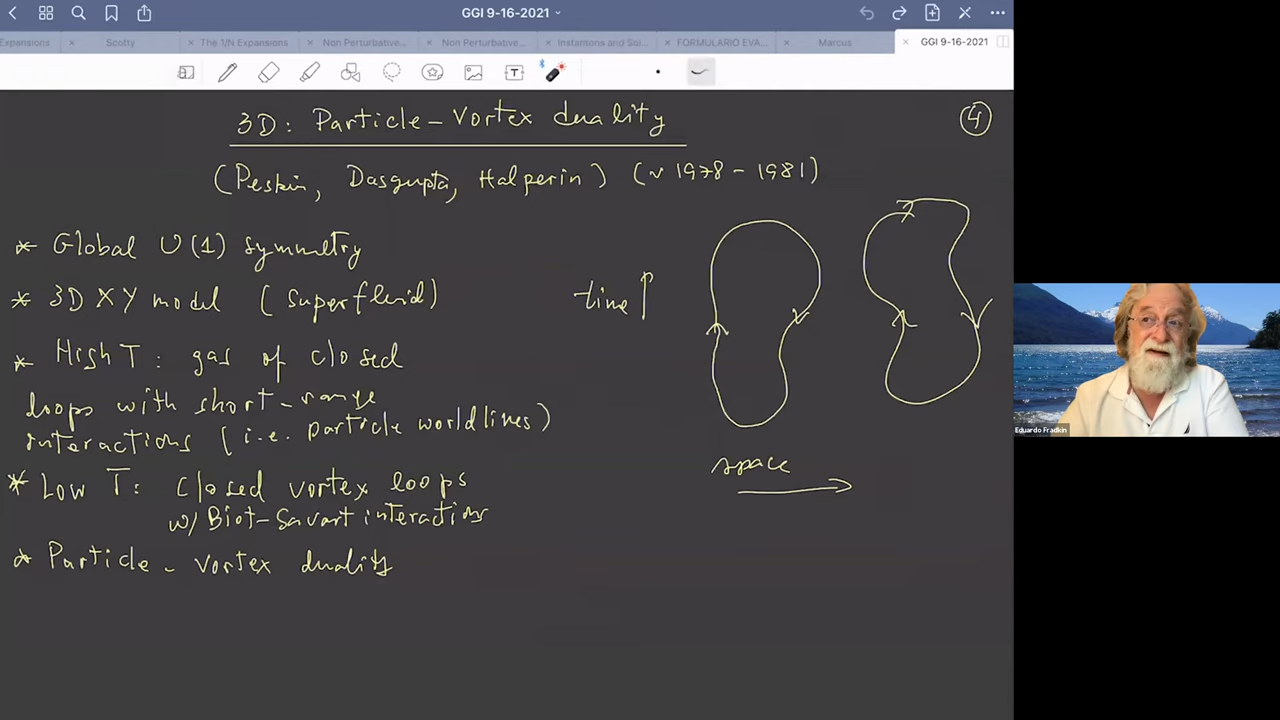 GGI 9-16-2021
Expansions
Scotty
The 1/N Expansions
Non Perturbative...
Non Perturbative...
Instantons and Sol...
FORMULARIO EVA...
Marcus
GGI 9-16-2021
3D: Particle-Vortex duality
4
(Peskin, Dasgupta, Halperin) (~ 1978 - 1981)
* Global U(1) symmetry
* 3D XY model (superfluid)
time
* High T: gas of closed
loops with short-range
interactions (i.e. particle worldlines)
space
* Low T: closed vortex loops
w/ Biot-Savart interactions
* Particle - vortex duality
Eduardo Fradkin